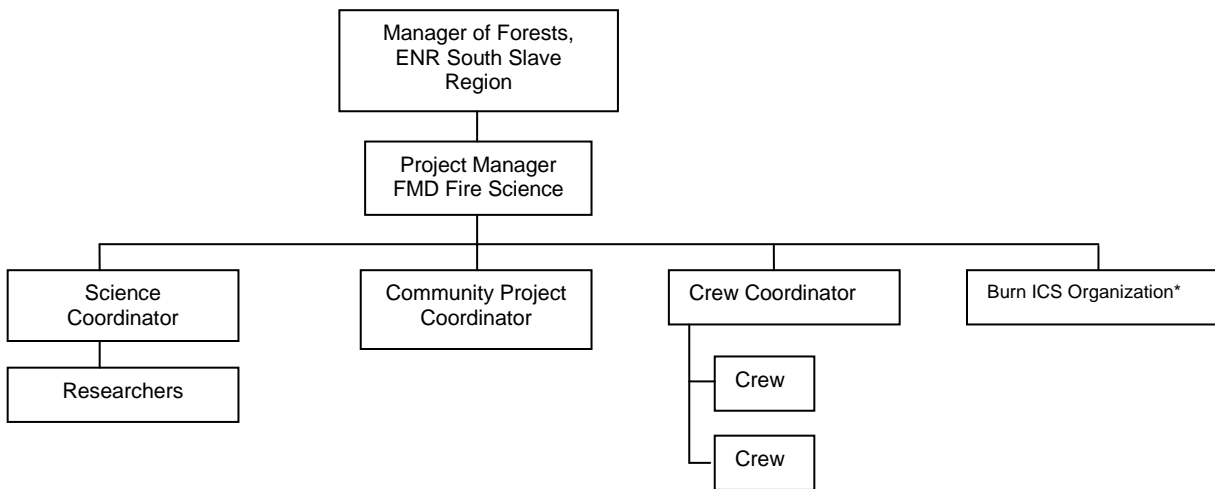 Manager of Forests,
ENR South Slave
Region
Project Manager
FMD Fire Science
Science
Coordinator
Community Project
Coordinator
Crew Coordinator
Burn ICS Organization*
Researchers
Crew
Crew